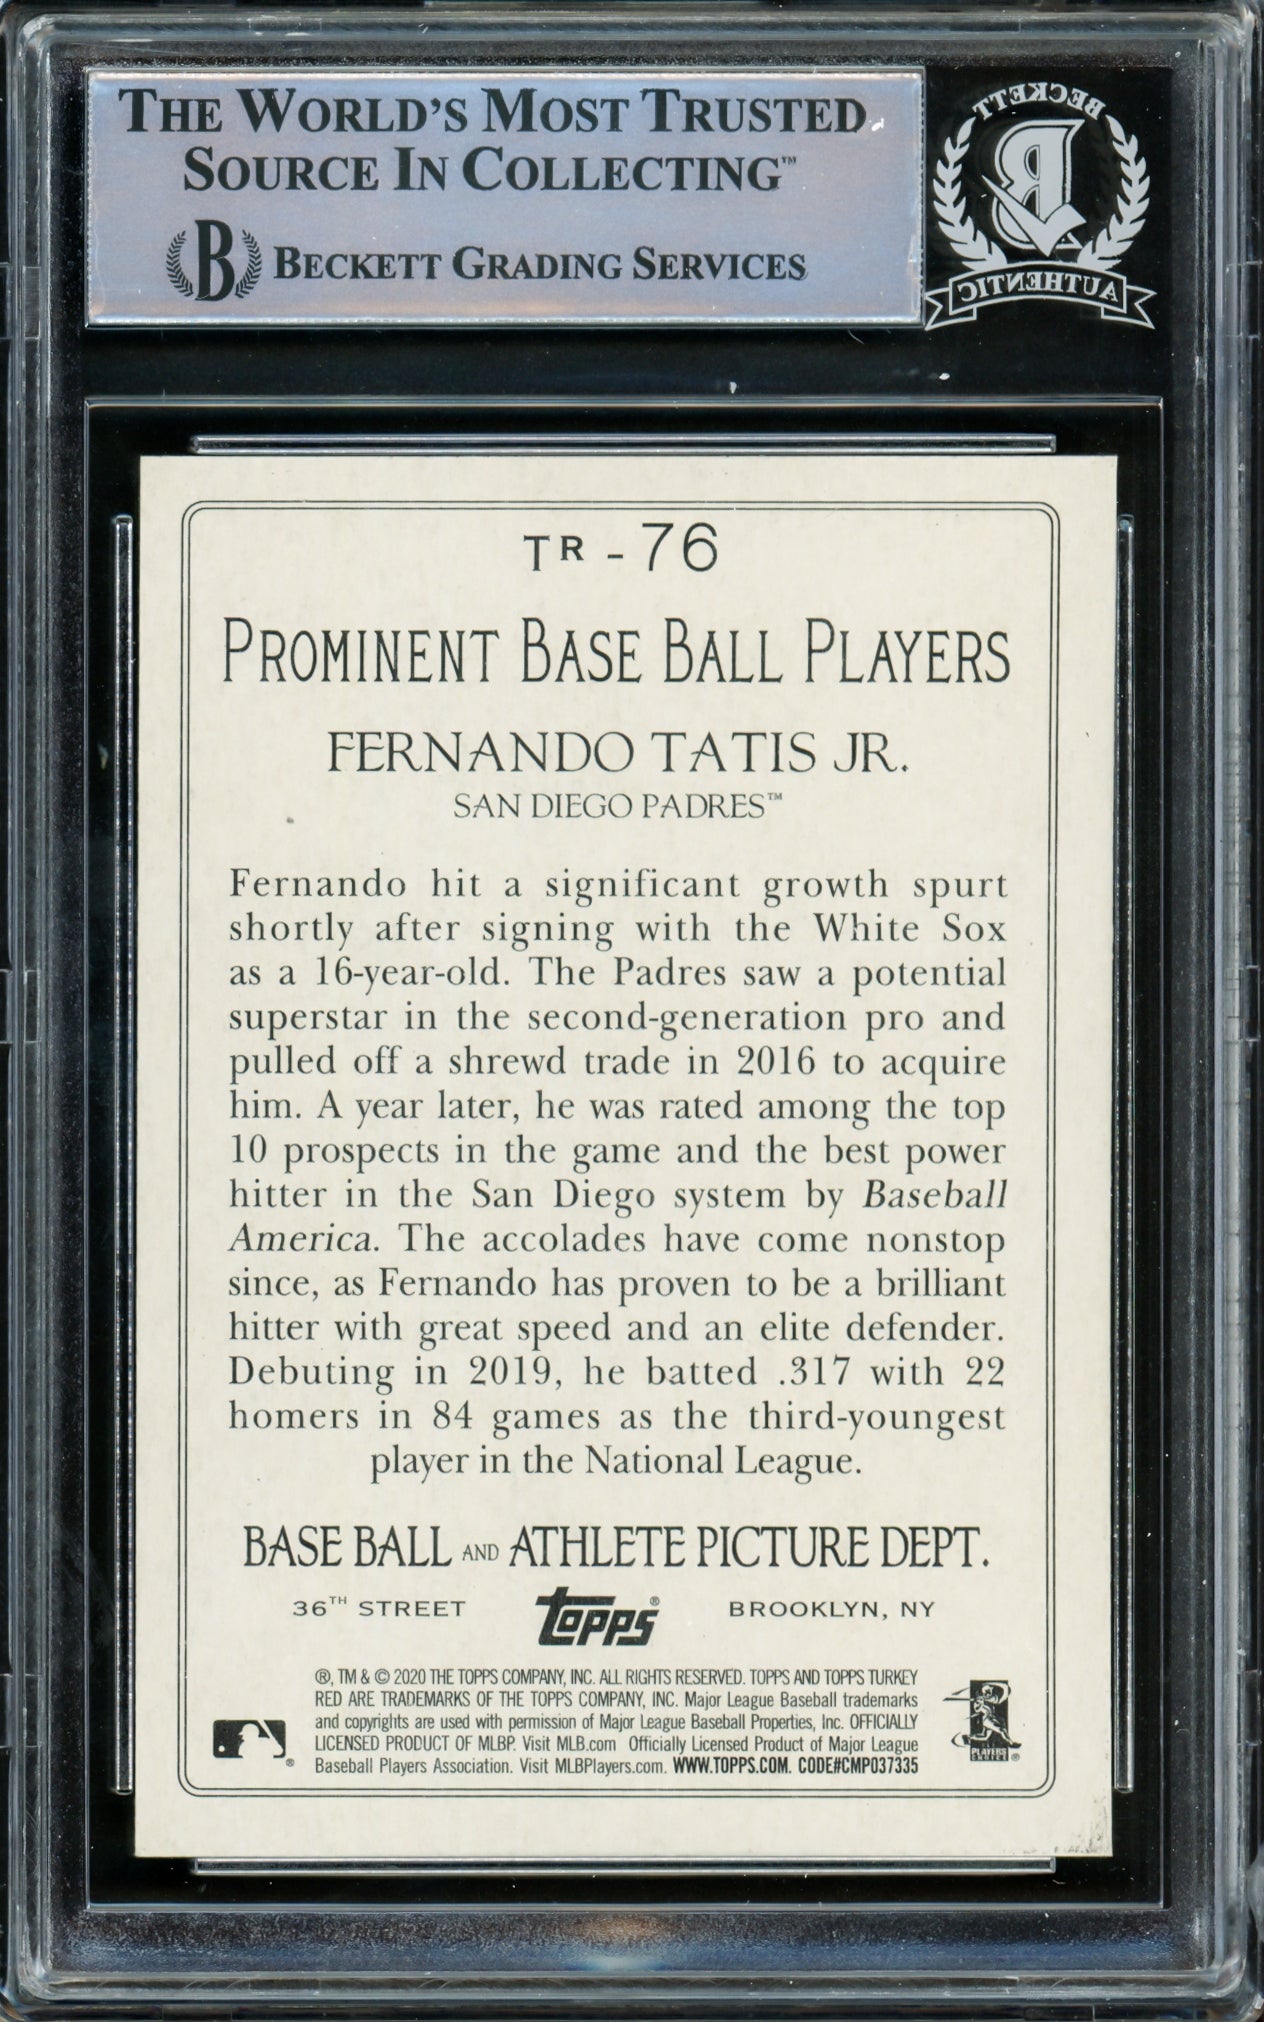 THE WORLD'S MOST TRUSTED
SOURCE IN COLLECTING™
B BECKETT GRADING SERVICES
BECKETT
B
AUTHENTIC
TR - 76
PROMINENT BASE BALL PLAYERS
FERNANDO TATIS JR.
SAN DIEGO PADRES™
Fernando hit a significant growth spurt
shortly after signing with the White Sox
as a 16-year-old. The Padres saw a potential
superstar in the second-generation pro and
pulled off a shrewd trade in 2016 to acquire
him. A year later, he was rated among the top
10 prospects in the game and the best power
hitter in the San Diego system by Baseball
America. The accolades have come nonstop
since, as Fernando has proven to be a brilliant
hitter with great speed and an elite defender.
Debuting in 2019, he batted .317 with 22
homers in 84 games as the third-youngest
player in the National League.
BASE BALL AND ATHLETE PICTURE DEPT.
36TH STREET Topps® BROOKLYN, NY
®, TM & © 2020 THE TOPPS COMPANY, INC. ALL RIGHTS RESERVED. TOPPS AND TOPPS TURKEY
RED ARE TRADEMARKS OF THE TOPPS COMPANY, INC. Major League Baseball trademarks
and copyrights are used with permission of Major League Baseball Properties, Inc. OFFICIALLY
LICENSED PRODUCT OF MLBP. Visit MLB.com Officially Licensed Product of Major League
Baseball Players Association. Visit MLBPlayers.com. WWW.TOPPS.COM. CODE#CMP037335
PLAYERS
CHOICE ®